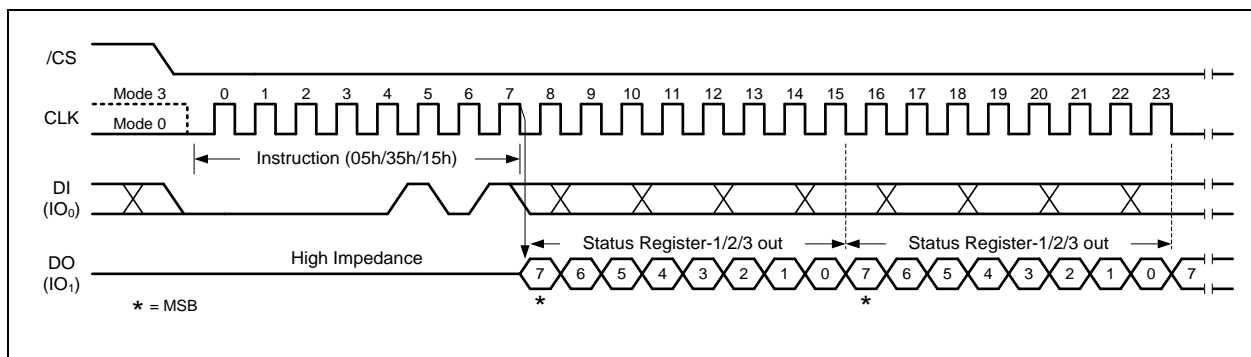 /CS
Mode 3
0 1 2 3 4 5 6 7 8 9 10 11 12 13 14 15 16 17 18 19 20 21 22 23
CLK
Mode 0
Instruction (05h/35h/15h)
DI
(IO0)
Status Register-1/2/3 out Status Register-1/2/3 out
High Impedance
DO
(IO1)
7 6 5 4 3 2 1 0 7 6 5 4 3 2 1 0 7
* *
* = MSB